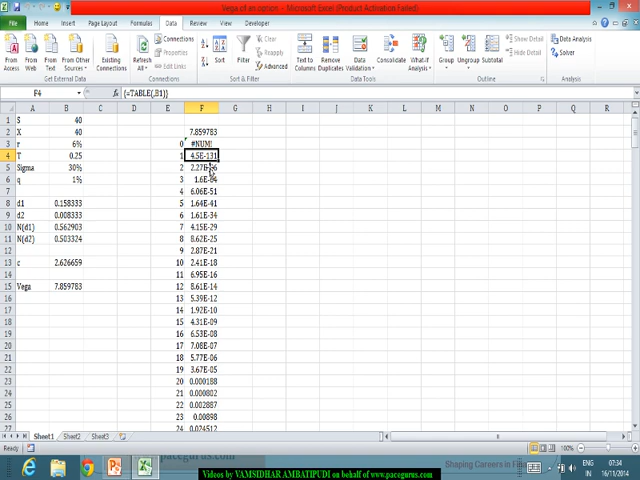 Vega of an option - Microsoft Excel (Product Activation Failed)
File Home Insert Page Layout Formulas Data Review View Developer
From Access From Web From Text From Other Sources Existing Connections Refresh All Connections Properties Edit Links Sort Filter Clear Reapply Advanced Text to Columns Remove Duplicates Data Validation Consolidate What-If Analysis Group Ungroup Subtotal Show Detail Hide Detail Data Analysis Solver
Get External Data Connections Sort & Filter Data Tools Outline Analysis
F4 {=TABLE(,B1)}
A B C D E F G H I J K L M N O P Q R
1 S 40
2 X 40 7.859783
3 r 6% 0 #NUM!
4 T 0.25 1 4.5E-131
5 Sigma 30% 2
6 q 1% 3
7 4 6.06E-51
8 d1 0.158333 5 1.64E-41
9 d2 0.008333 6 1.61E-34
10 N(d1) 0.562903 7 4.15E-29
11 N(d2) 0.503324 8 8.62E-25
12 9 2.87E-21
13 c 2.626659 10 2.41E-18
14 11 6.95E-16
15 Vega 7.859783 12 8.61E-14
16 13 5.39E-12
17 14 1.92E-10
18 15 4.31E-09
19 16 6.53E-08
20 17 7.08E-07
21 18 5.77E-06
22 19 3.67E-05
23 20 0.000188
24 21 0.000802
25 22 0.002887
26 23 0.00898
27 24 0.024512
Sheet1 Sheet2 Sheet3
Ready 100%
pacegurus.com Shaping Careers in Fin
EN IN 07:34 16/11/2014
Videos by VAMSIDHAR AMBATIPUDI on behalf of www.pacegurus.com